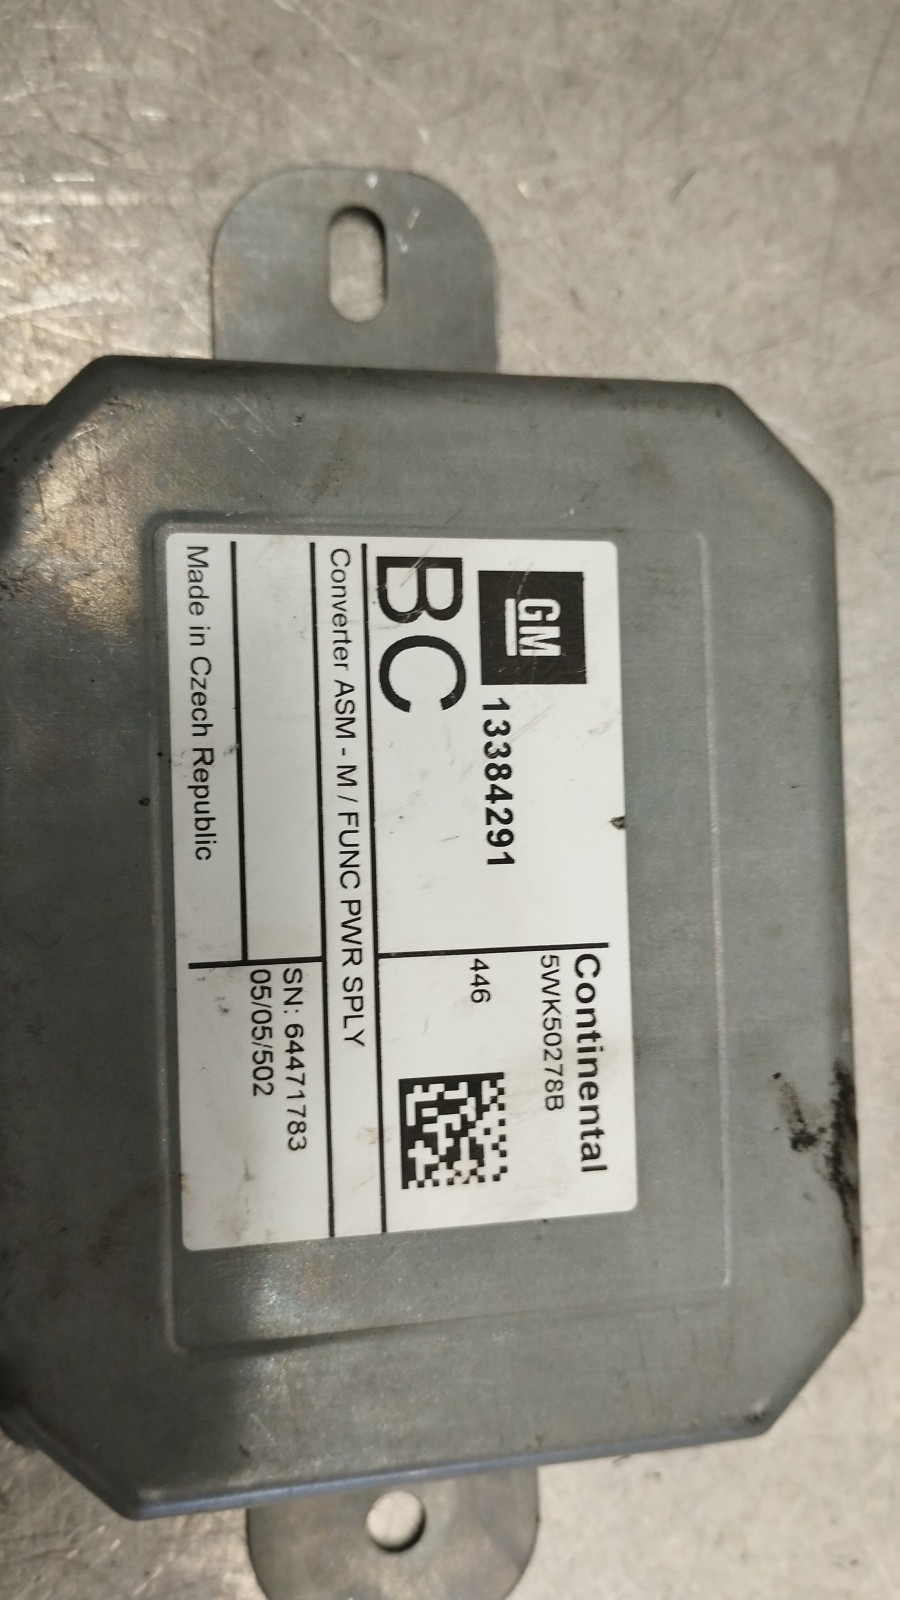 GM
13384291
BC
Continental
5WK50278B
446
Converter ASM - M / FUNC PWR SPLY
SN: 64471783
05/05/502
Made in Czech Republic